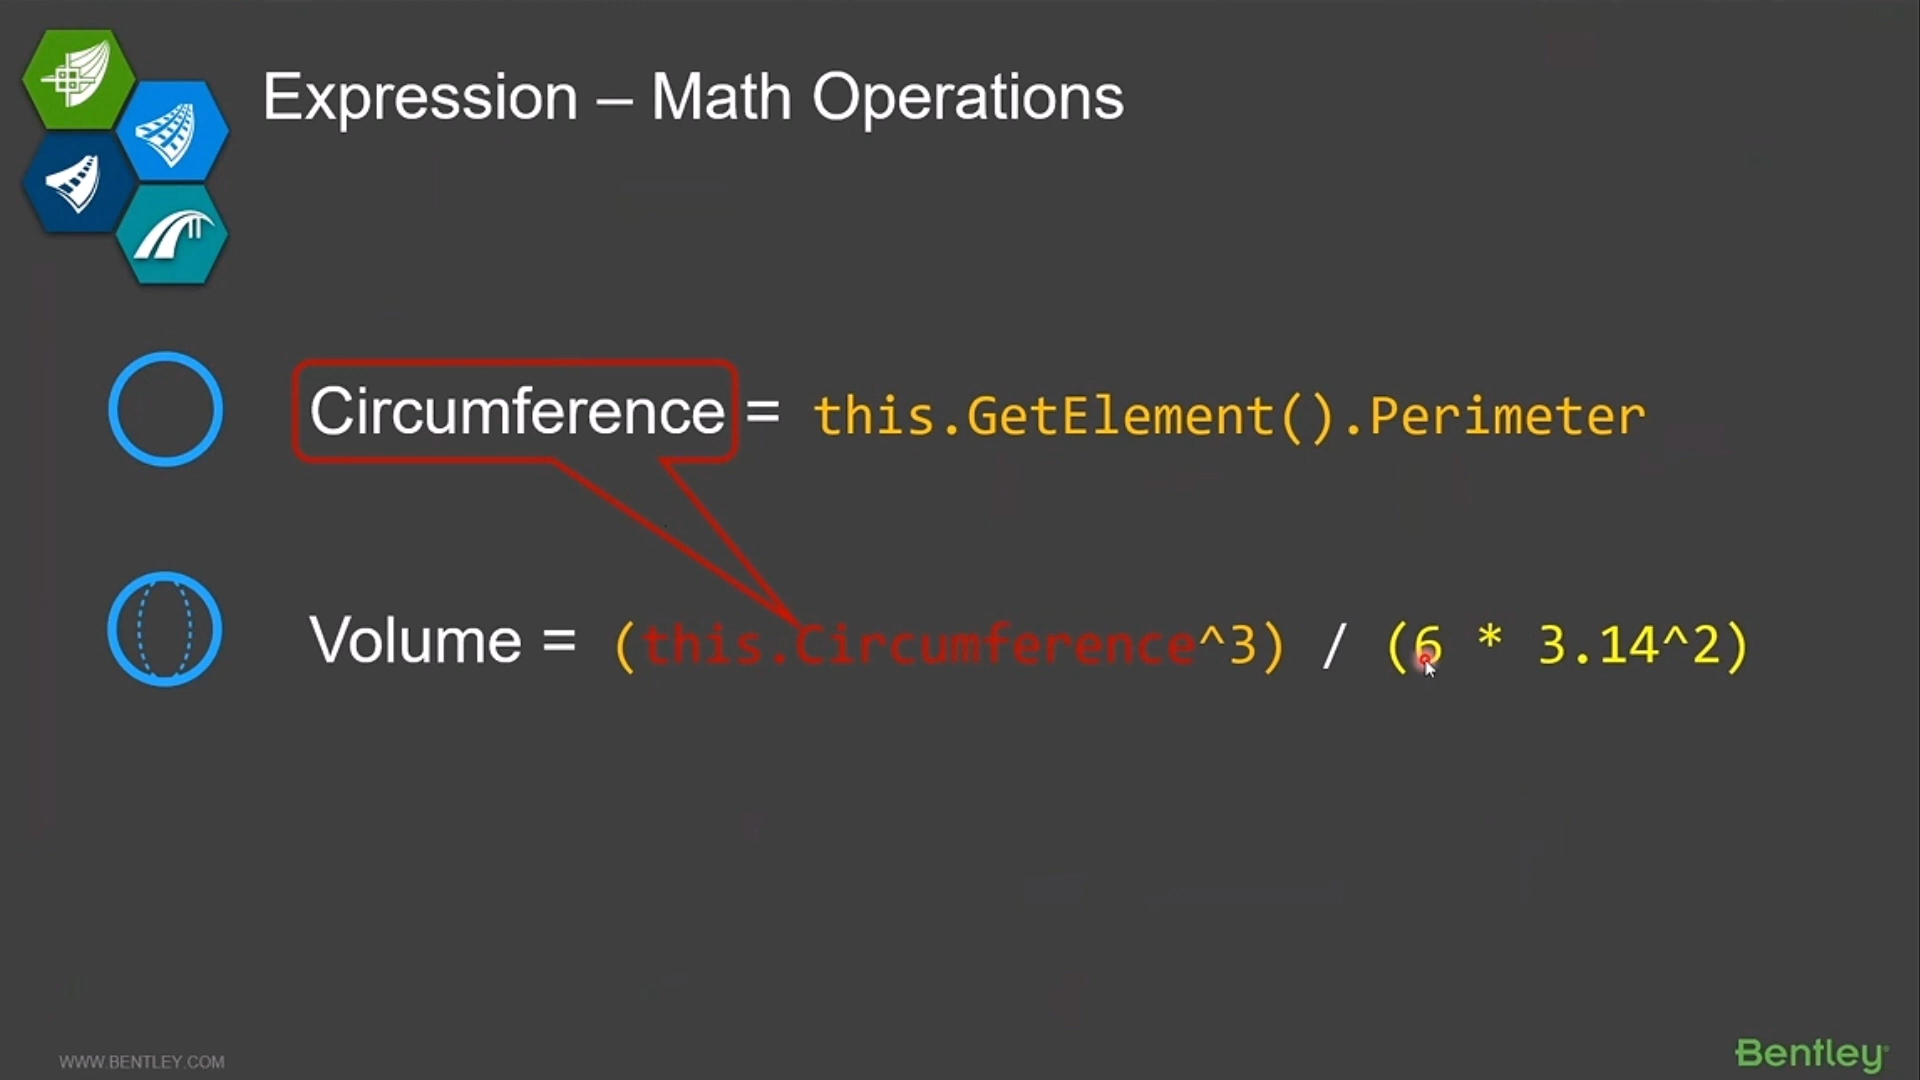 Expression – Math Operations
Circumference = this.GetElement().Perimeter
Volume = (this.Circumference^3) / (6 * 3.14^2)
WWW.BENTLEY.COM
Bentley